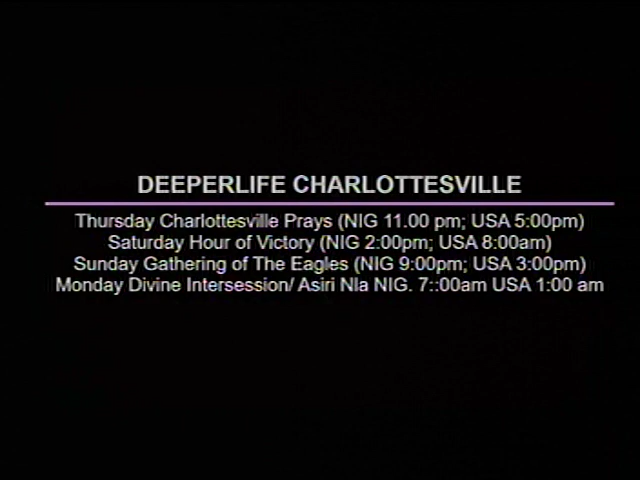 DEEPERLIFE CHARLOTTESVILLE
Thursday Charlottesville Prays (NIG 11.00 pm; USA 5:00pm)
Saturday Hour of Victory (NIG 2:00pm; USA 8:00am)
Sunday Gathering of The Eagles (NIG 9:00pm; USA 3:00pm)
Monday Divine Intersession/ Asiri Nla NIG. 7::00am USA 1:00 am